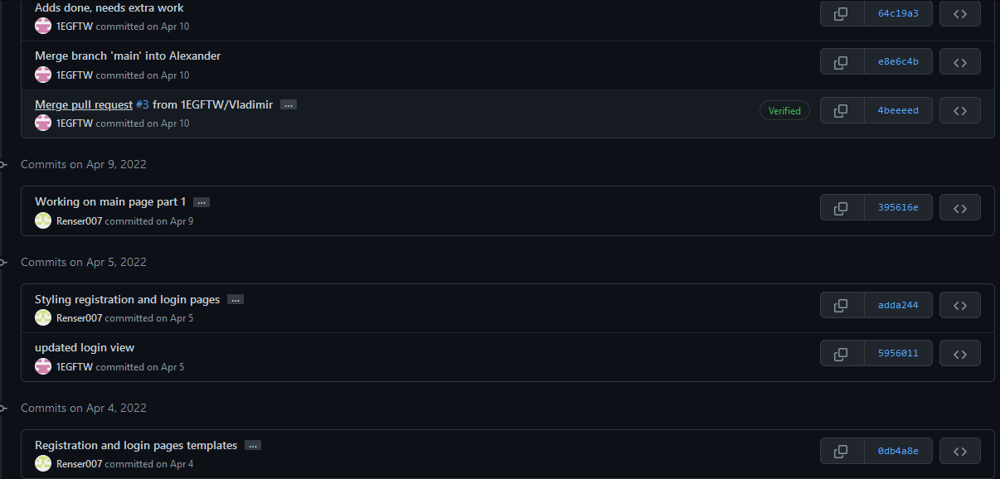 Adds done, needs extra work
64c19a3
1EGFTW committed on Apr 10
Merge branch 'main' into Alexander
e8e6c4b
1EGFTW committed on Apr 10
Merge pull request #3 from 1EGFTW/Vladimir ...
Verified
4beeeed
1EGFTW committed on Apr 10
Commits on Apr 9, 2022
Working on main page part 1 ...
395616e
Renser007 committed on Apr 9
Commits on Apr 5, 2022
Styling registration and login pages ...
adda244
Renser007 committed on Apr 5
updated login view
5956011
1EGFTW committed on Apr 5
Commits on Apr 4, 2022
Registration and login pages templates ...
0db4a8e
Renser007 committed on Apr 4